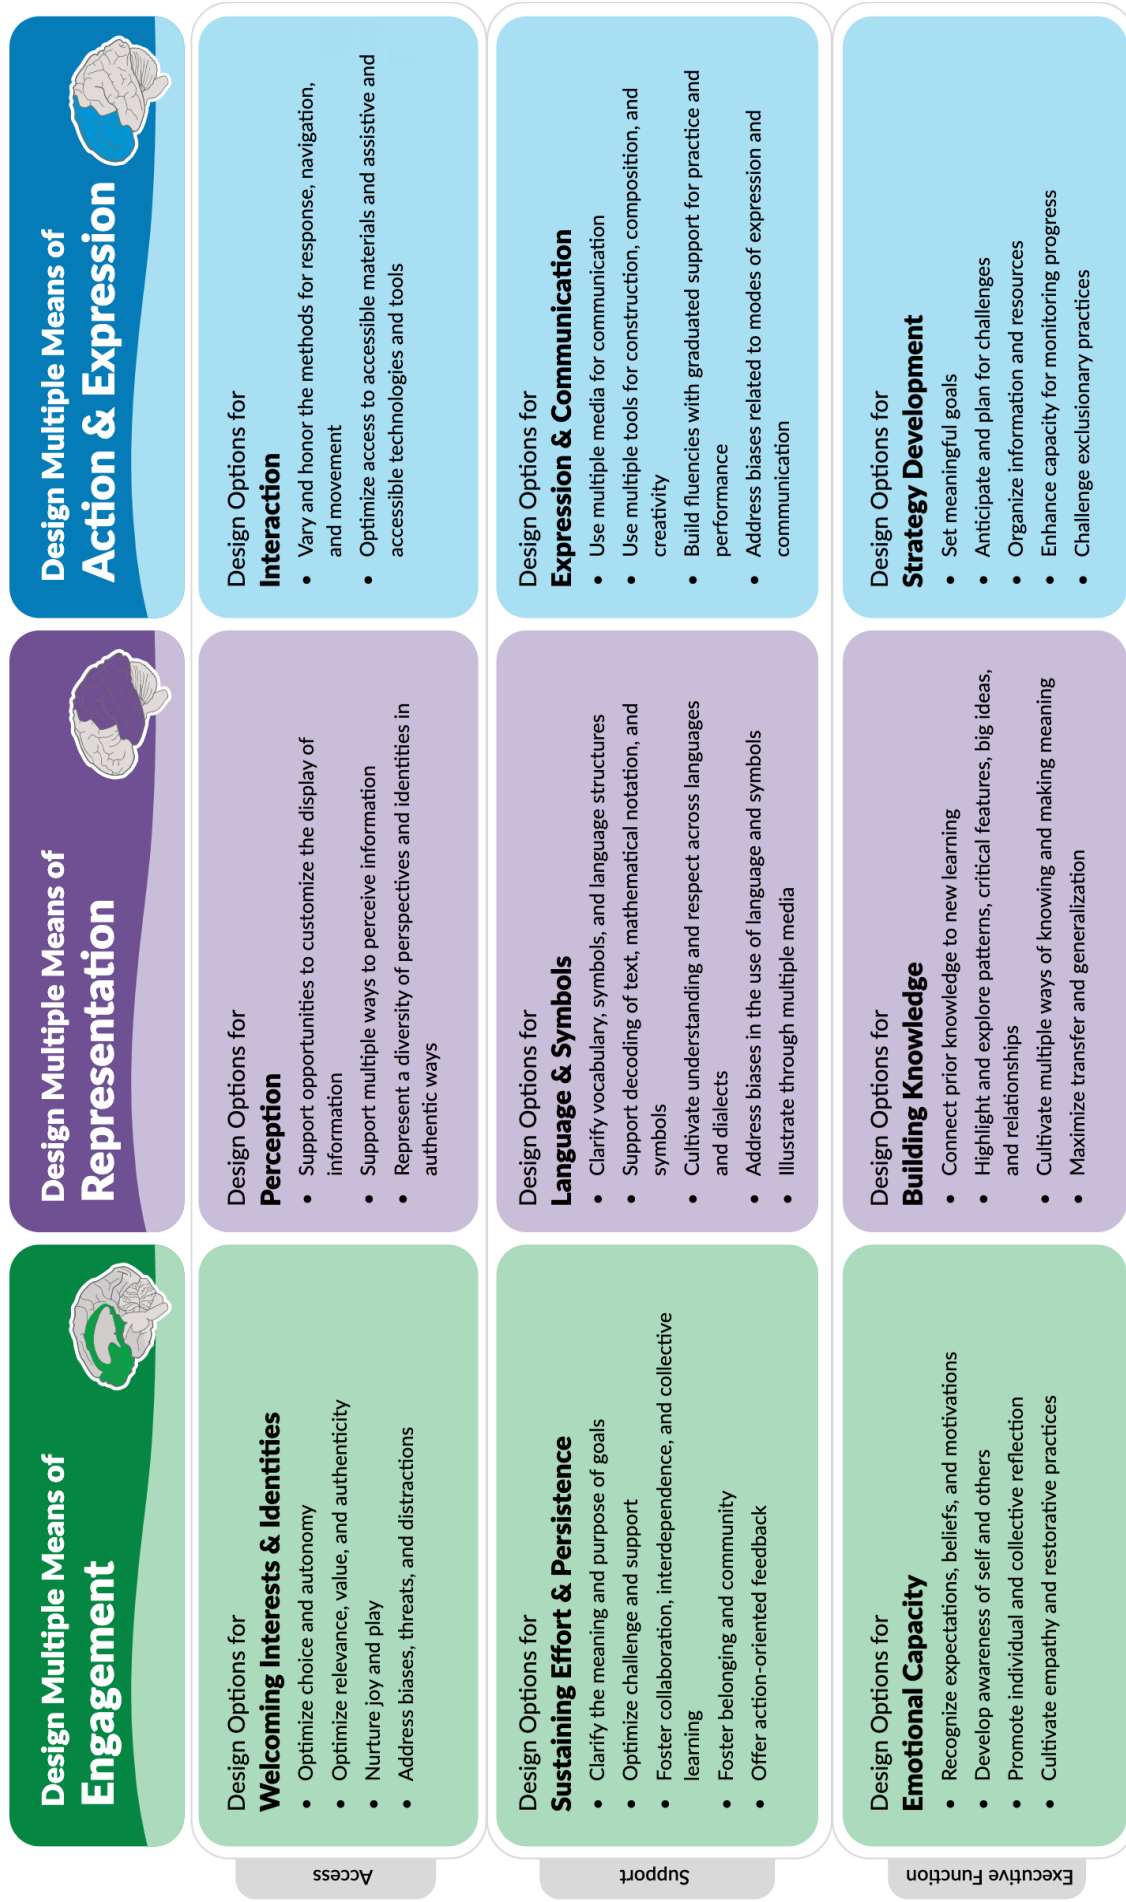 Design Multiple Means of
Engagement
Design Multiple Means of
Representation
Design Multiple Means of
Action & Expression
Access
Design Options for
Welcoming Interests & Identities
• Optimize choice and autonomy
• Optimize relevance, value, and authenticity
• Nurture joy and play
• Address biases, threats, and distractions
Design Options for
Perception
• Support opportunities to customize the display of
information
• Support multiple ways to perceive information
• Represent a diversity of perspectives and identities in
authentic ways
Design Options for
Interaction
• Vary and honor the methods for response, navigation,
and movement
• Optimize access to accessible materials and assistive and
accessible technologies and tools
Support
Design Options for
Sustaining Effort & Persistence
• Clarify the meaning and purpose of goals
• Optimize challenge and support
• Foster collaboration, interdependence, and collective
learning
• Foster belonging and community
• Offer action-oriented feedback
Design Options for
Language & Symbols
• Clarify vocabulary, symbols, and language structures
• Support decoding of text, mathematical notation, and
symbols
• Cultivate understanding and respect across languages
and dialects
• Address biases in the use of language and symbols
• Illustrate through multiple media
Design Options for
Expression & Communication
• Use multiple media for communication
• Use multiple tools for construction, composition, and
creativity
• Build fluencies with graduated support for practice and
performance
• Address biases related to modes of expression and
communication
Executive Function
Design Options for
Emotional Capacity
• Recognize expectations, beliefs, and motivations
• Develop awareness of self and others
• Promote individual and collective reflection
• Cultivate empathy and restorative practices
Design Options for
Building Knowledge
• Connect prior knowledge to new learning
• Highlight and explore patterns, critical features, big ideas,
and relationships
• Cultivate multiple ways of knowing and making meaning
• Maximize transfer and generalization
Design Options for
Strategy Development
• Set meaningful goals
• Anticipate and plan for challenges
• Organize information and resources
• Enhance capacity for monitoring progress
• Challenge exclusionary practices